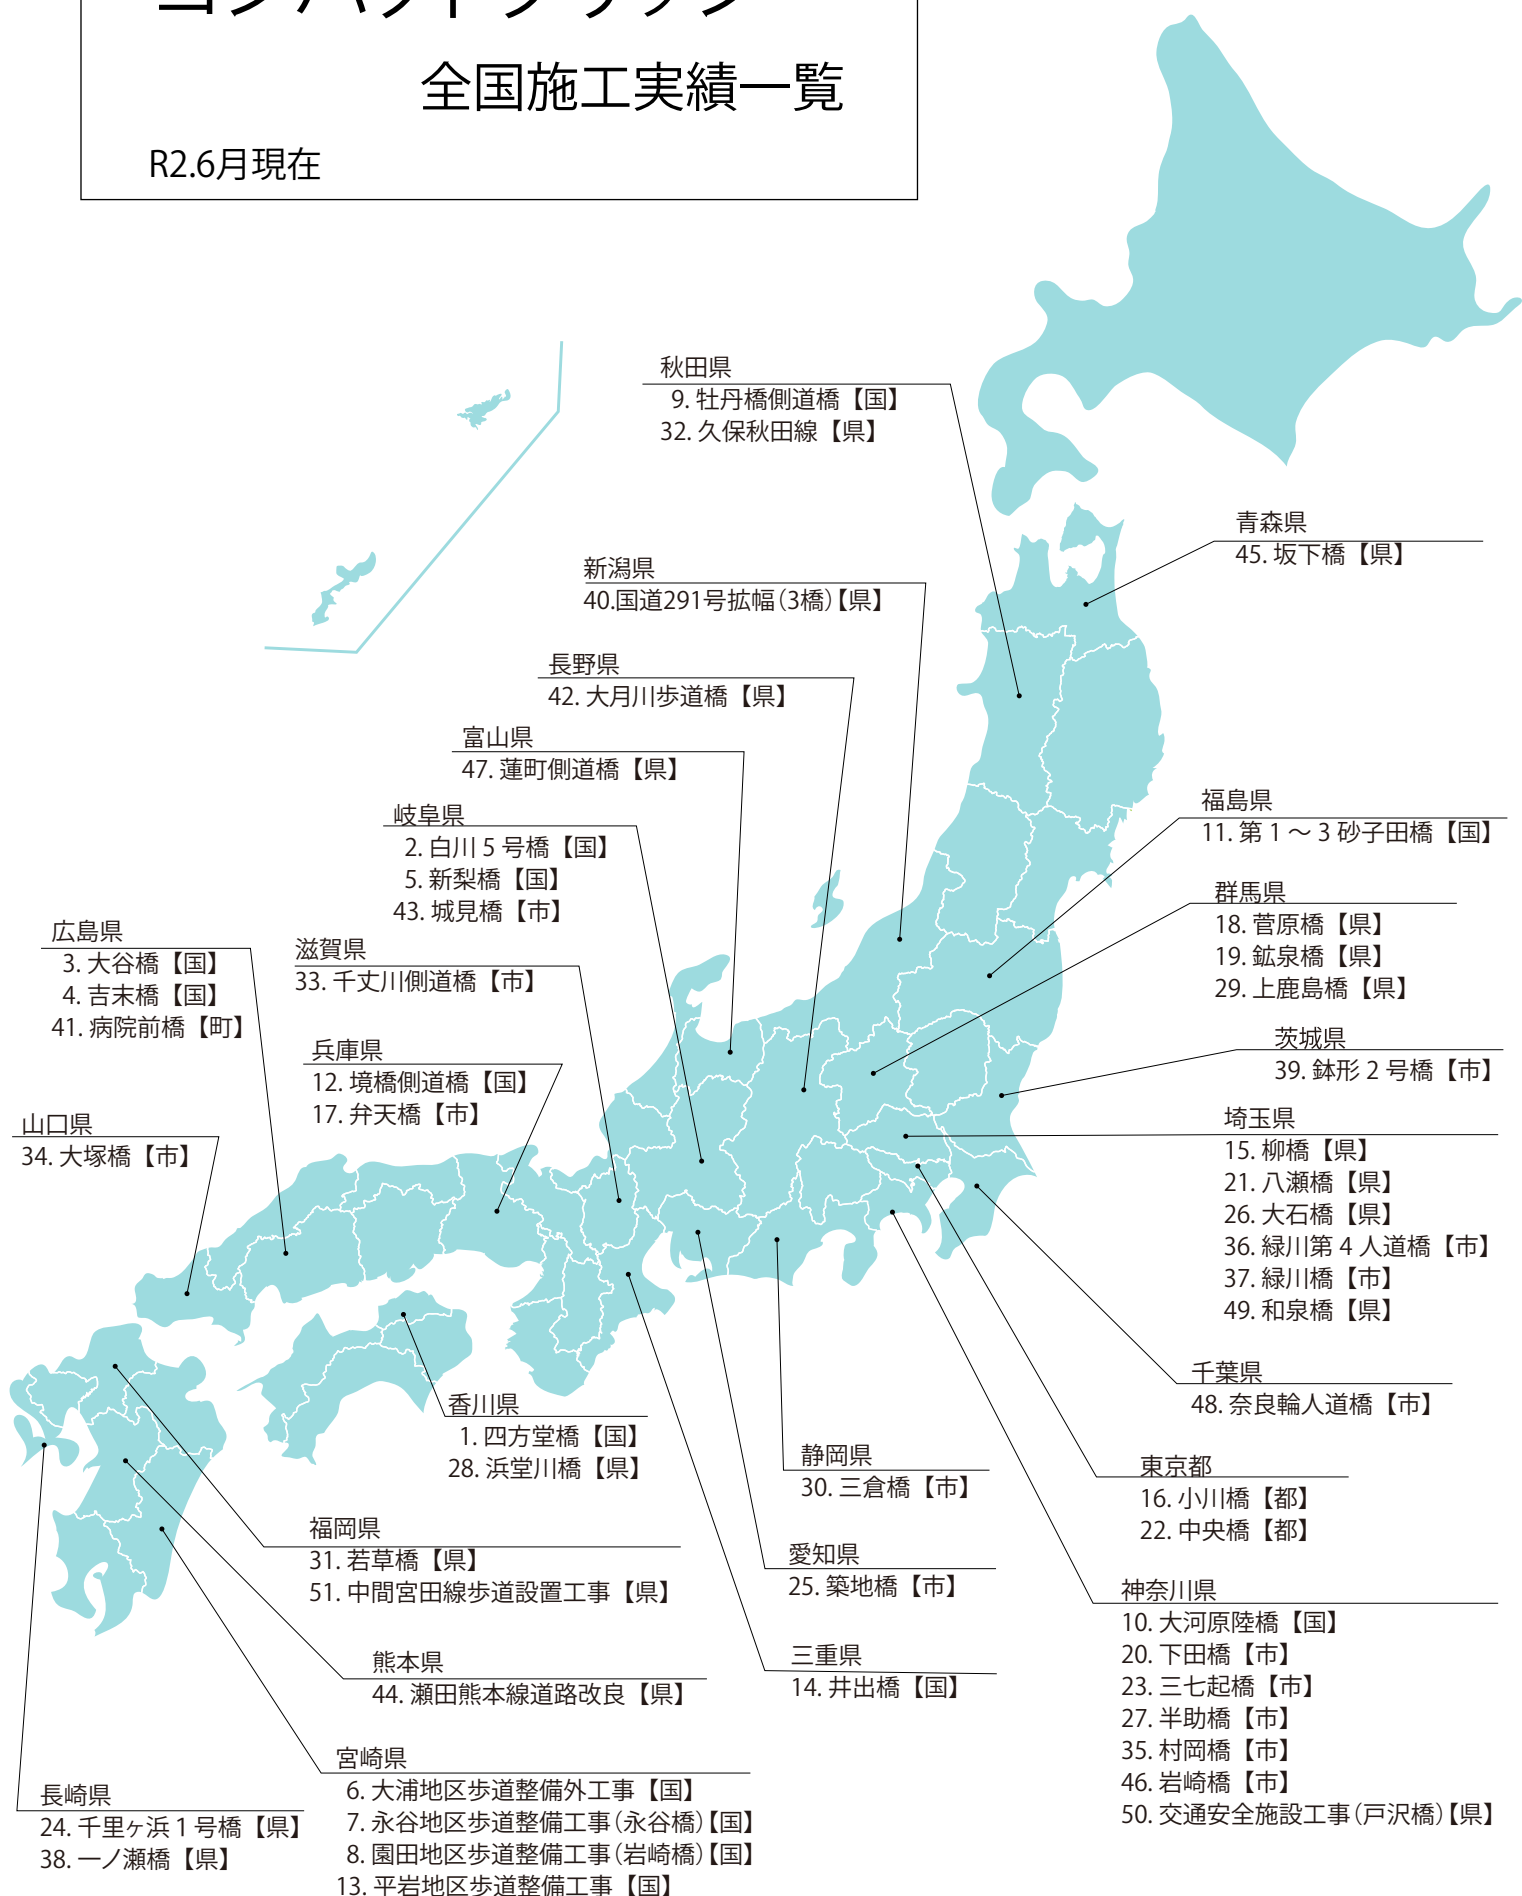 コンパクトブリッジ
全国施工実績一覧
R2.6月現在
秋田県
9. 牡丹橋側道橋【国】
32. 久保秋田線【県】
青森県
45. 坂下橋【県】
新潟県
40.国道291号拡幅(3橋)【県】
長野県
42. 大月川歩道橋【県】
富山県
47. 蓮町側道橋【県】
岐阜県
2. 白川 5 号橋【国】
5. 新梨橋【国】
43. 城見橋【市】
福島県
11. 第 1 ～ 3 砂子田橋【国】
群馬県
18. 菅原橋【県】
19. 鉱泉橋【県】
29. 上鹿島橋【県】
広島県
3. 大谷橋【国】
4. 吉末橋【国】
41. 病院前橋【町】
滋賀県
33. 千丈川側道橋【市】
兵庫県
12. 境橋側道橋【国】
17. 弁天橋【市】
茨城県
39. 鉢形 2 号橋【市】
山口県
34. 大塚橋【市】
埼玉県
15. 柳橋【県】
21. 八瀬橋【県】
26. 大石橋【県】
36. 緑川第 4 人道橋【市】
37. 緑川橋【市】
49. 和泉橋【県】
千葉県
48. 奈良輪人道橋【市】
香川県
1. 四方堂橋【国】
28. 浜堂川橋【県】
静岡県
30. 三倉橋【市】
東京都
16. 小川橋【都】
22. 中央橋【都】
福岡県
31. 若草橋【県】
51. 中間宮田線歩道設置工事【県】
愛知県
25. 築地橋【市】
神奈川県
10. 大河原陸橋【国】
20. 下田橋【市】
23. 三七起橋【市】
27. 半助橋【市】
35. 村岡橋【市】
46. 岩崎橋【市】
50. 交通安全施設工事(戸沢橋)【県】
熊本県
44. 瀬田熊本線道路改良【県】
三重県
14. 井出橋【国】
宮崎県
6. 大浦地区歩道整備外工事【国】
7. 永谷地区歩道整備工事(永谷橋)【国】
8. 園田地区歩道整備工事(岩崎橋)【国】
13. 平岩地区歩道整備工事【国】
長崎県
24. 千里ヶ浜 1 号橋【県】
38. 一ノ瀬橋【県】